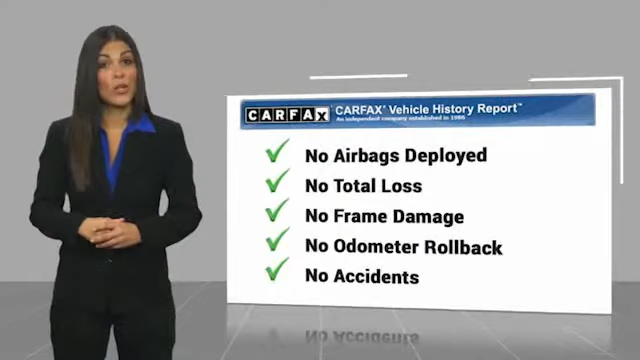 CARFAX CARFAX® Vehicle History Report™
An independent company established in 1986
No Airbags Deployed
No Total Loss
No Frame Damage
No Odometer Rollback
No Accidents